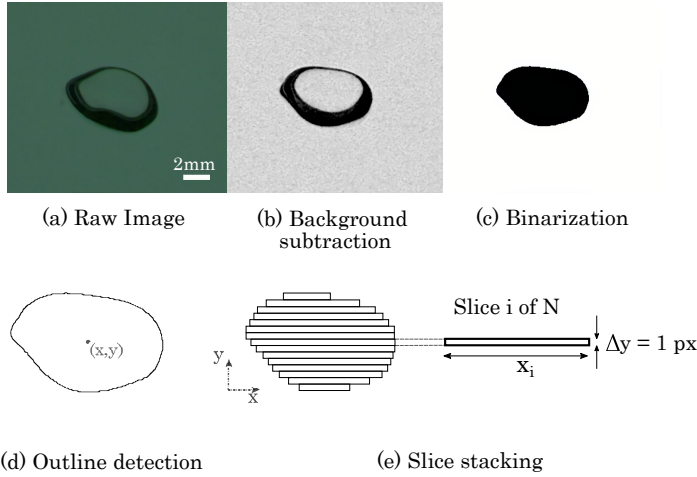 2mm
(a) Raw Image
(b) Background
subtraction
(c) Binarization
(x,y)
Slice i of N
y
x
xi
Δy = 1 px
(d) Outline detection
(e) Slice stacking